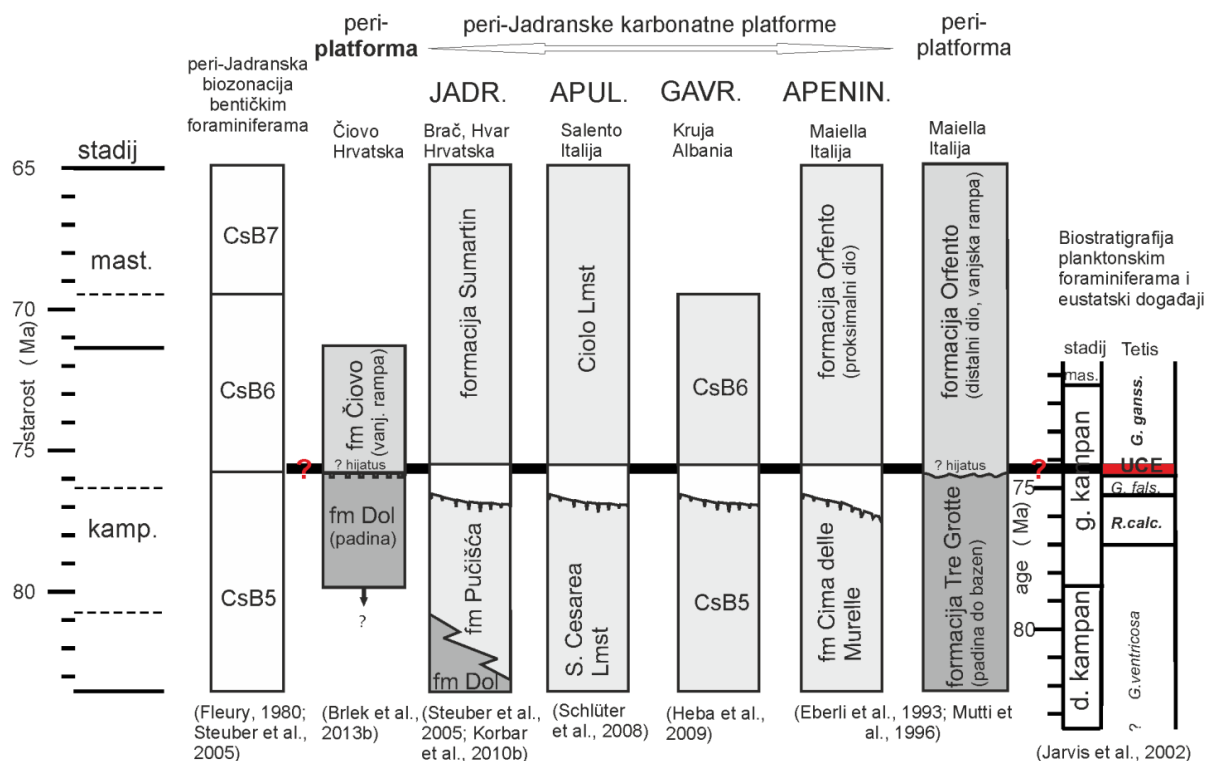 peri-
platforma
peri-Jadranske karbonatne platforme
peri-
platforma
peri-Jadranska
biozonacija
bentičkim
foraminiferama
JADR.
APUL.
GAVR.
APENIN.
stadij
Čiovo
Hrvatska
Brač, Hvar
Hrvatska
Salento
Italija
Kruja
Albania
Maiella
Italija
Maiella
Italija
65
70
75
80
starost ( Ma)
mast.
kamp.
CsB7
CsB6
CsB5
?
fm Čiovo
(vanj. rampa)
? hijatus
fm Dol
(padina)
?
formacija Sumartin
fm Pučišća
fm Dol
Ciolo Lmst
S. Cesarea
Lmst
CsB6
CsB5
formacija Orfento
(proksimalni dio)
fm Cima delle
Murelle
formacija Orfento
(distalni dio, vanjska rampa)
? hijatus
formacija Tre Grotte
(padina do bazen)
?
Biostratigrafija
planktonskim
foraminiferama i
eustatski događaji
stadij
Tetis
mas.
g. kampan
d. kampan
75
80
age ( Ma)
G. ganss.
UCE
G. fals.
R.calc.
G.ventricosa
?
(Fleury, 1980;
Steuber et al.,
2005)
(Brlek et al.,
2013b)
(Steuber et al.,
2005; Korbar
et al., 2010b)
(Schlüter et
al., 2008)
(Heba et al.,
2009)
(Eberli et al., 1993; Mutti et
al., 1996)
(Jarvis et al., 2002)